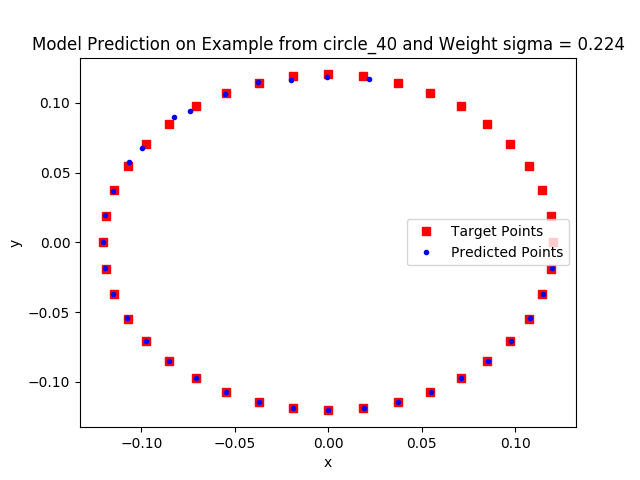 Model Prediction on Example from circle_40 and Weight sigma = 0.224
0.10
0.05
0.00
−0.05
−0.10
y
Target Points
Predicted Points
−0.10
−0.05
0.00
0.05
0.10
x